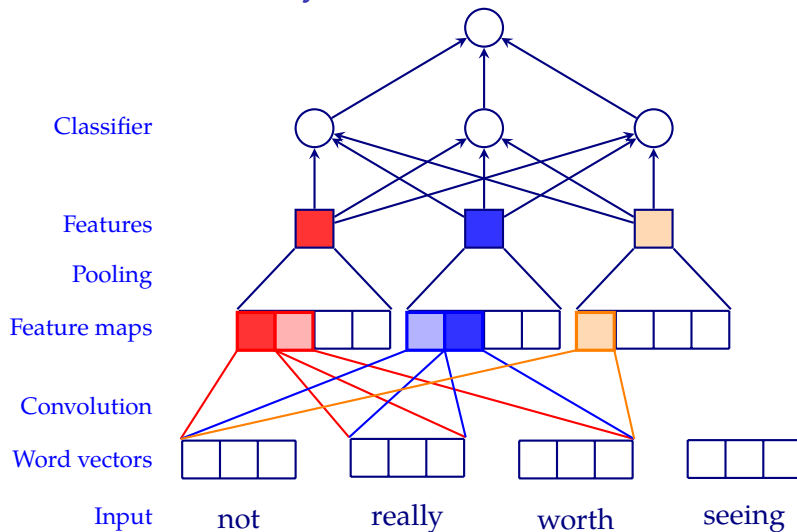 Classifier
Features
Pooling
Feature maps
Convolution
Word vectors
Input not really worth seeing